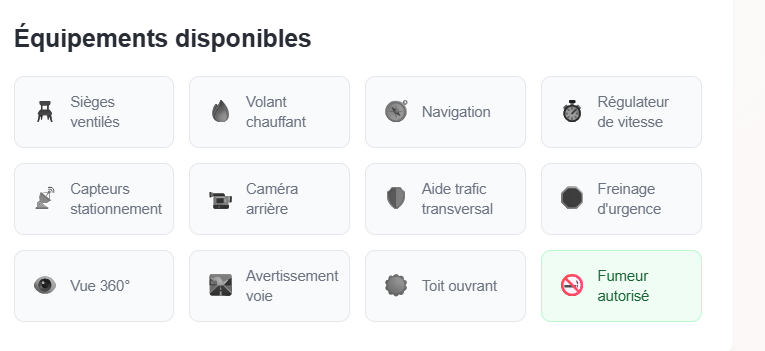 Équipements disponibles
Sièges
ventilés
Volant
chauffant
Navigation
Régulateur
de vitesse
Capteurs
stationnement
Caméra
arrière
Aide trafic
transversal
Freinage
d'urgence
Vue 360°
Avertissement
voie
Toit ouvrant
Fumeur
autorisé